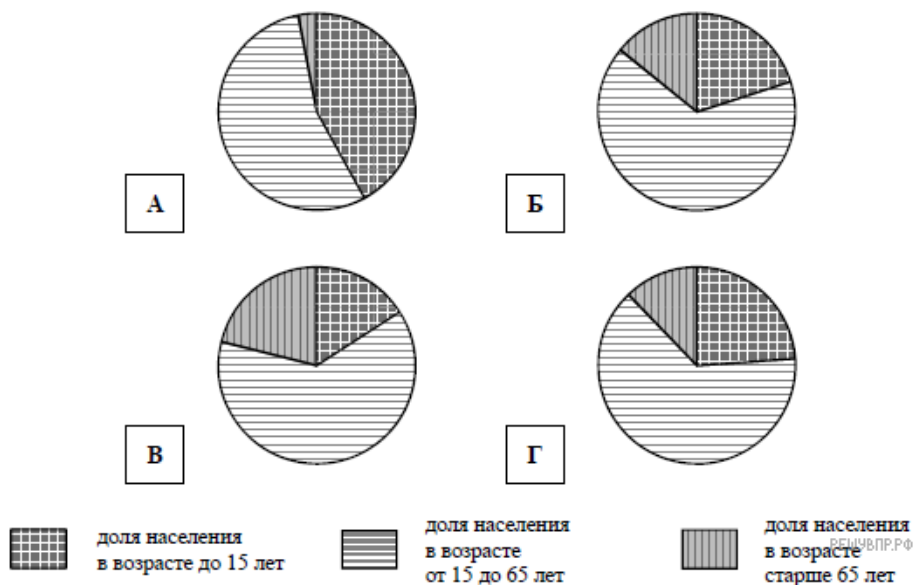 А
Б
В
Г
доля населения
в возрасте до 15 лет
доля населения
в возрасте
от 15 до 65 лет
доля населения
в возрасте
старше 65 лет
РЕШУВПР.РФ